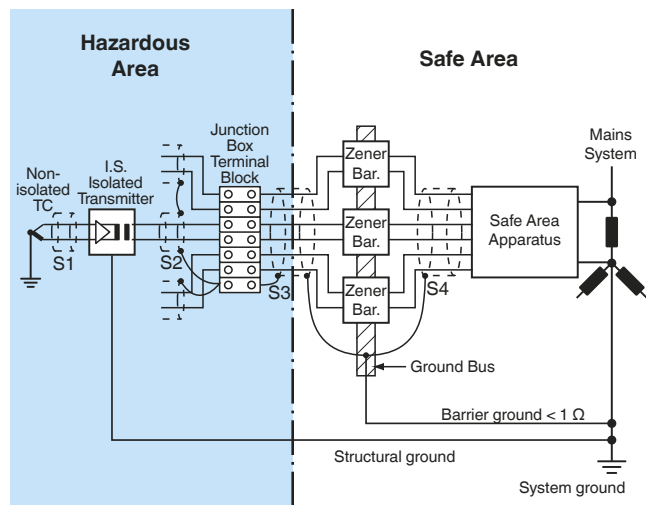 Hazardous
Area
Safe Area
Junction
Box
Terminal
Block
Mains
System
Non-
isolated
TC
I.S.
Isolated
Transmitter
Zener
Bar.
Zener
Bar.
Zener
Bar.
Safe Area
Apparatus
S1
S2
S3
S4
Ground Bus
Barrier ground < 1 Ω
Structural ground
System ground